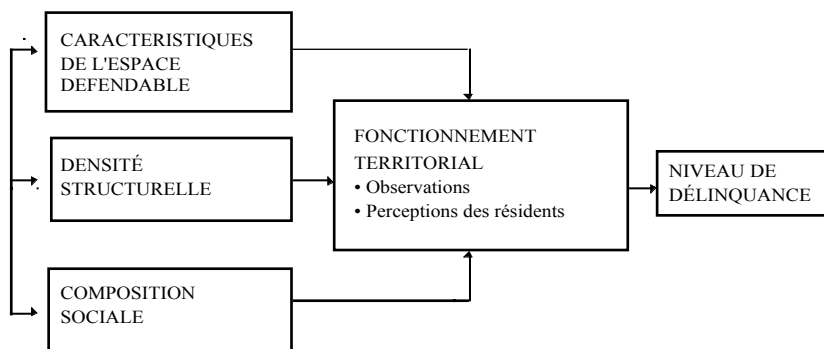 CARACTERISTIQUES
DE L'ESPACE
DEFENDABLE
DENSITÉ
STRUCTURELLE
COMPOSITION
SOCIALE
FONCTIONNEMENT
TERRITORIAL
• Observations
• Perceptions des résidents
NIVEAU DE
DÉLINQUANCE